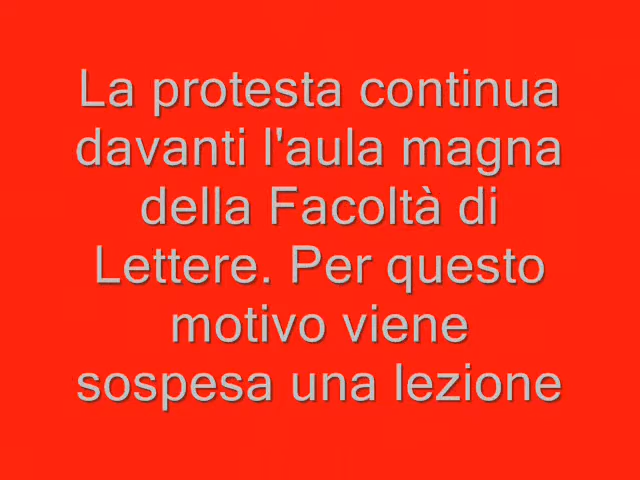 La protesta continua
davanti l'aula magna
della Facoltà di
Lettere. Per questo
motivo viene
sospesa una lezione